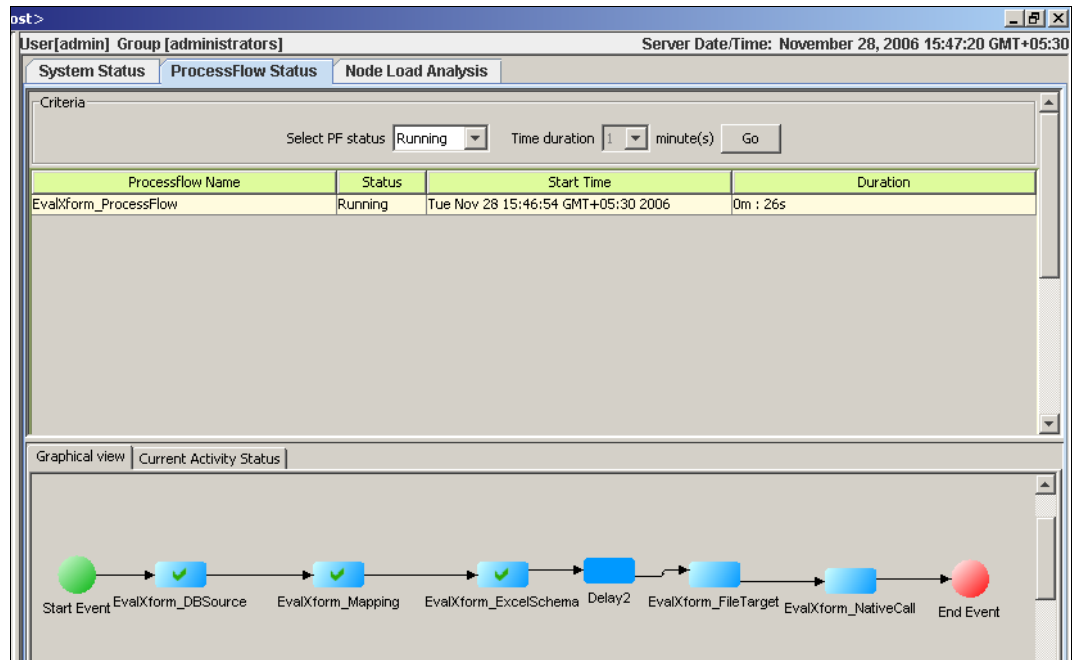 ost>
User[admin] Group [administrators] Server Date/Time: November 28, 2006 15:47:20 GMT+05:30
System Status ProcessFlow Status Node Load Analysis
Criteria
Select PF status Running Time duration 1 minute(s) Go
Processflow Name Status Start Time Duration
EvalXform_ProcessFlow Running Tue Nov 28 15:46:54 GMT+05:30 2006 0m : 26s
Graphical view Current Activity Status
Start Event EvalXform_DBSource EvalXform_Mapping EvalXform_ExcelSchema Delay2 EvalXform_FileTarget EvalXform_NativeCall End Event